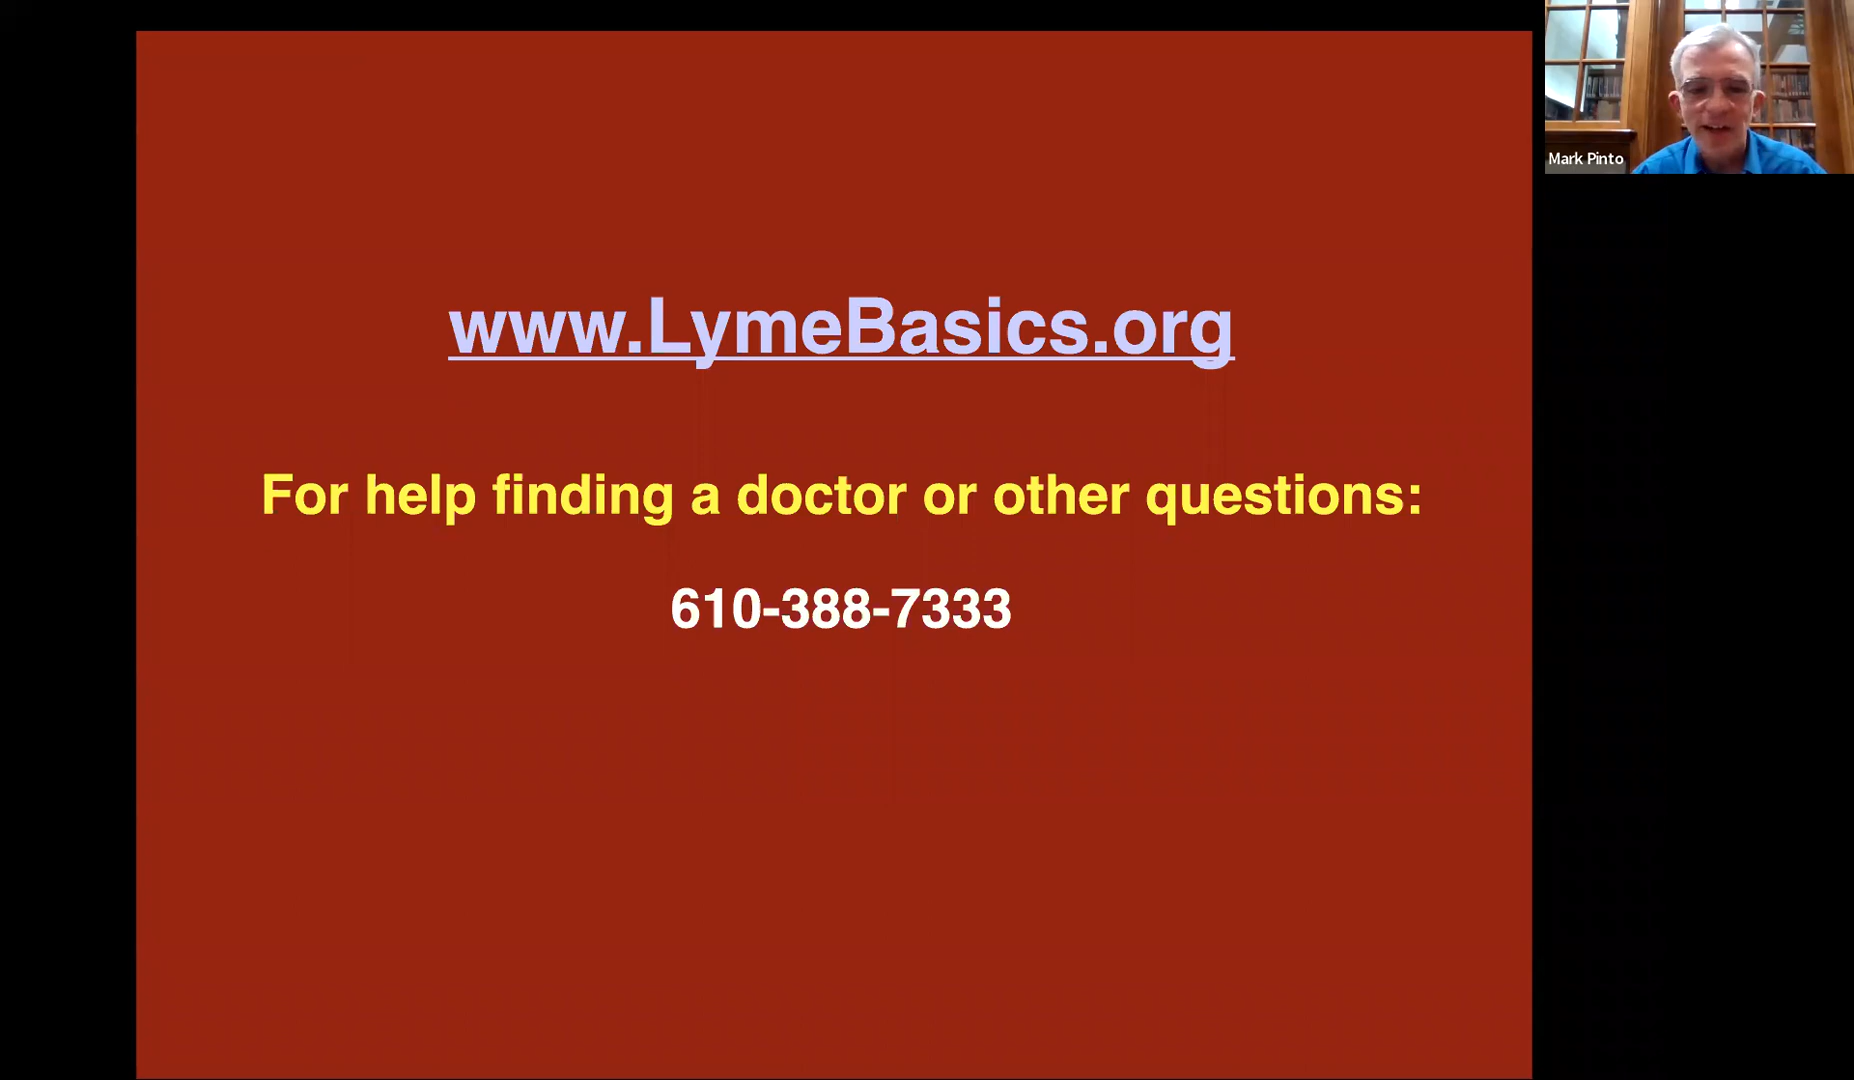 www.LymeBasics.org
For help finding a doctor or other questions:
610-388-7333
Mark Pinto